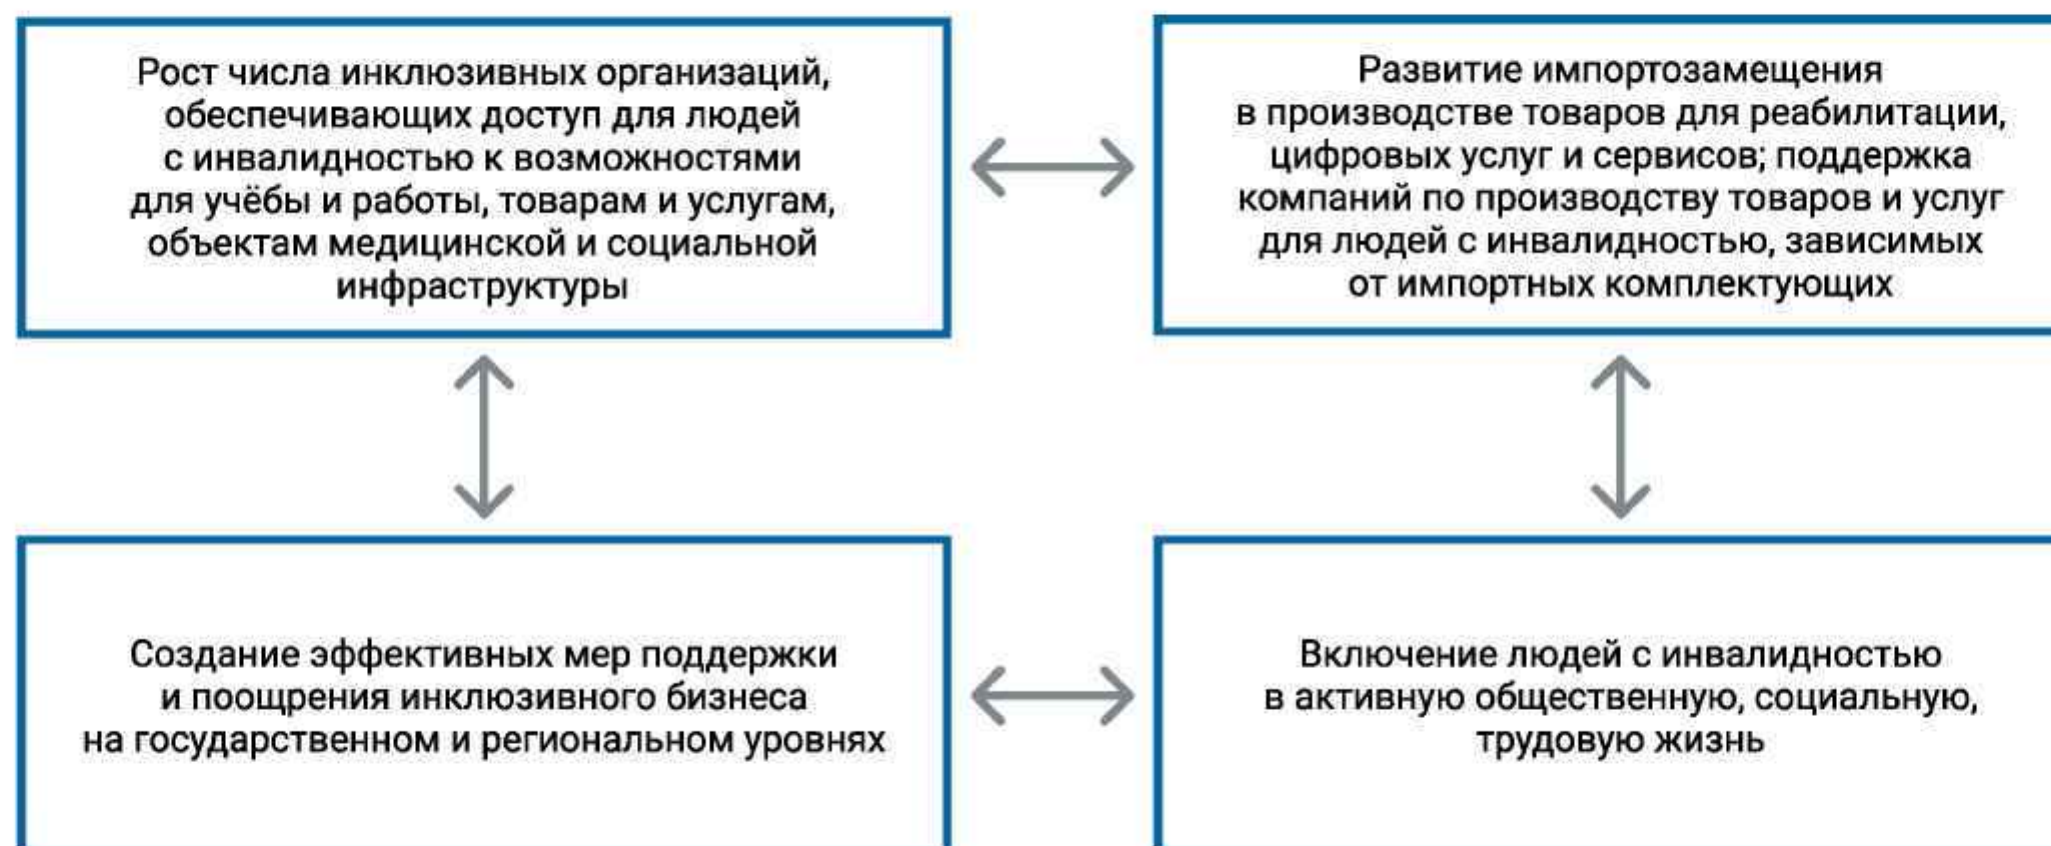 Рост числа инклюзивных организаций,
обеспечивающих доступ для людей
с инвалидностью к возможностями
для учёбы и работы, товарам и услугам,
объектам медицинской и социальной
инфраструктуры
Развитие импортозамещения
в производстве товаров для реабилитации,
цифровых услуг и сервисов; поддержка
компаний по производству товаров и услуг
для людей с инвалидностью, зависимых
от импортных комплектующих
Создание эффективных мер поддержки
и поощрения инклюзивного бизнеса
на государственном и региональном уровнях
Включение людей с инвалидностью
в активную общественную, социальную,
трудовую жизнь